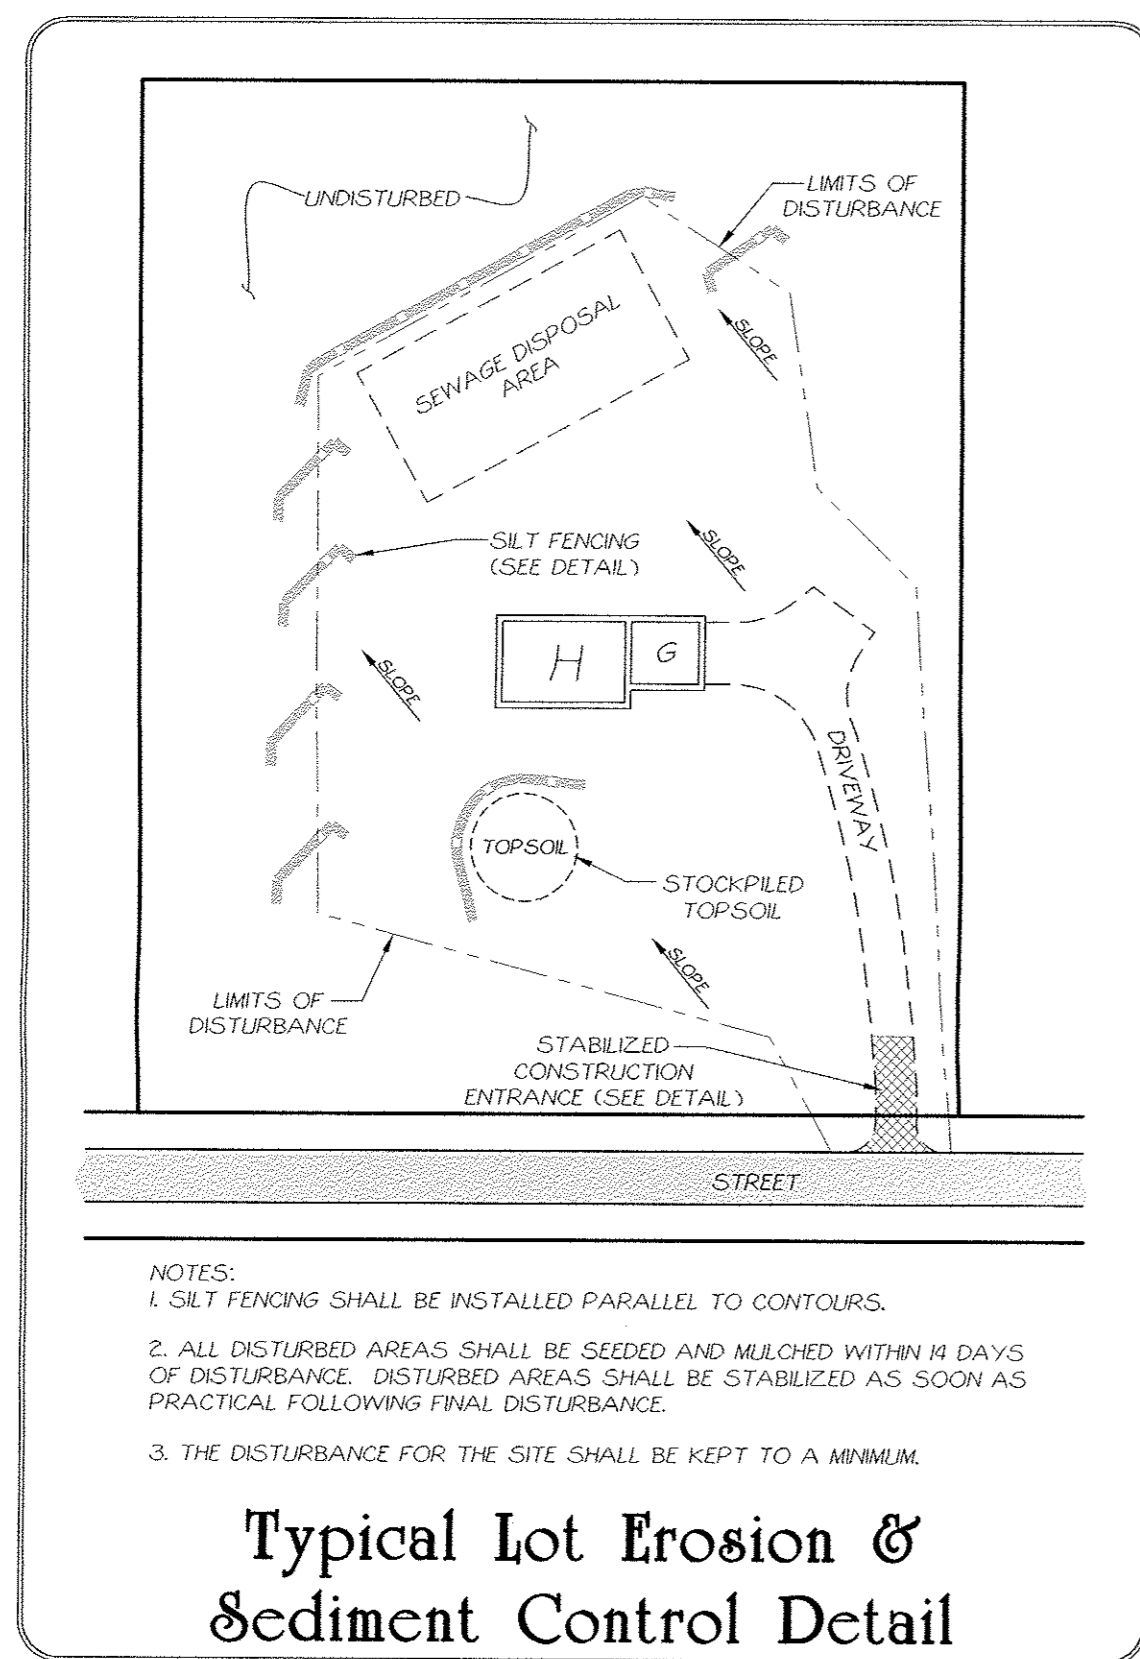 UNDISTURBED
LIMITS OF
DISTURBANCE
SLOPE
SEWAGE DISPOSAL
AREA
SILT FENCING
(SEE DETAIL)
SLOPE
H
G
SLOPE
DRIVEWAY
TOPSOIL
STOCKPILED
TOPSOIL
SLOPE
LIMITS OF
DISTURBANCE
STABILIZED
CONSTRUCTION
ENTRANCE (SEE DETAIL)
STREET
NOTES:
1. SILT FENCING SHALL BE INSTALLED PARALLEL TO CONTOURS.
2. ALL DISTURBED AREAS SHALL BE SEEDED AND MULCHED WITHIN 14 DAYS
OF DISTURBANCE. DISTURBED AREAS SHALL BE STABILIZED AS SOON AS
PRACTICAL FOLLOWING FINAL DISTURBANCE.
3. THE DISTURBANCE FOR THE SITE SHALL BE KEPT TO A MINIMUM.
Typical Lot Erosion &
Sediment Control Detail